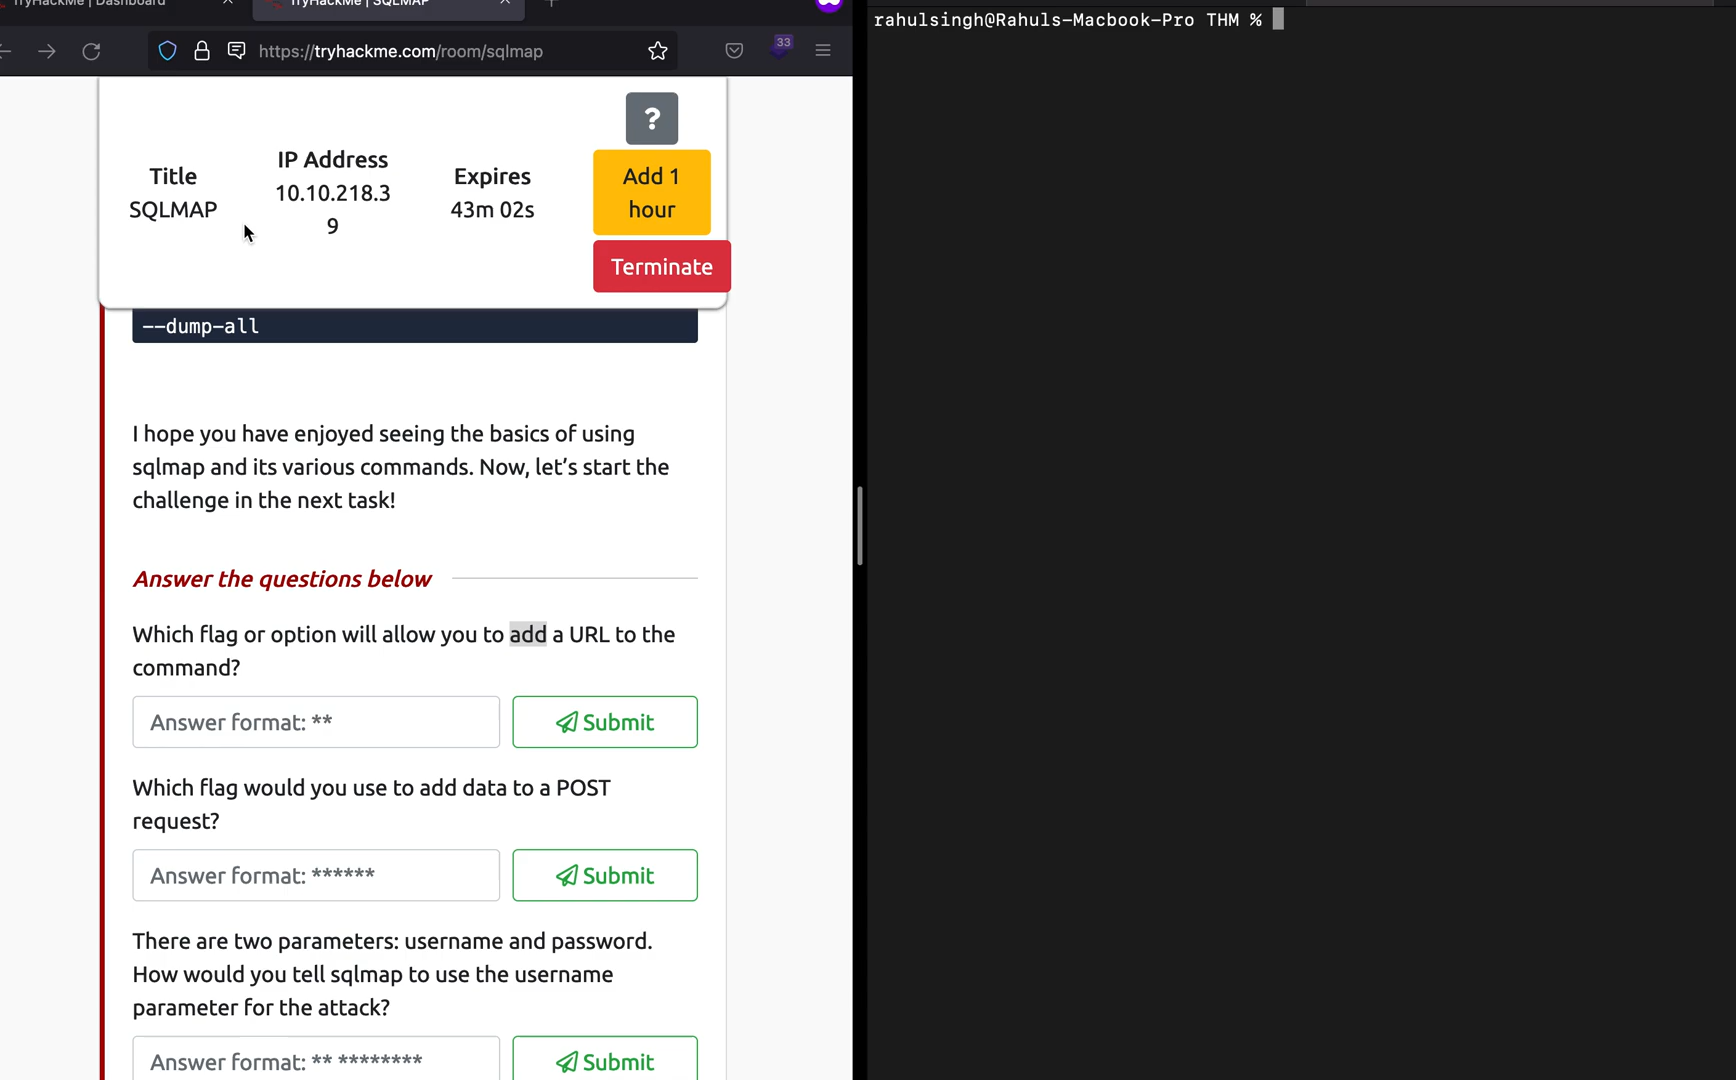 TryHackMe | Dashboard
TryHackMe | SQLMAP
https://tryhackme.com/room/sqlmap
33
rahulsingh@Rahuls-Macbook-Pro THM %
?
Title
SQLMAP
IP Address
10.10.218.3
9
Expires
43m 02s
Add 1
hour
Terminate
--dump-all
I hope you have enjoyed seeing the basics of using
sqlmap and its various commands. Now, let’s start the
challenge in the next task!
Answer the questions below
Which flag or option will allow you to add a URL to the
command?
Answer format: **
Submit
Which flag would you use to add data to a POST
request?
Answer format: ******
Submit
There are two parameters: username and password.
How would you tell sqlmap to use the username
parameter for the attack?
Answer format: ** ********
Submit